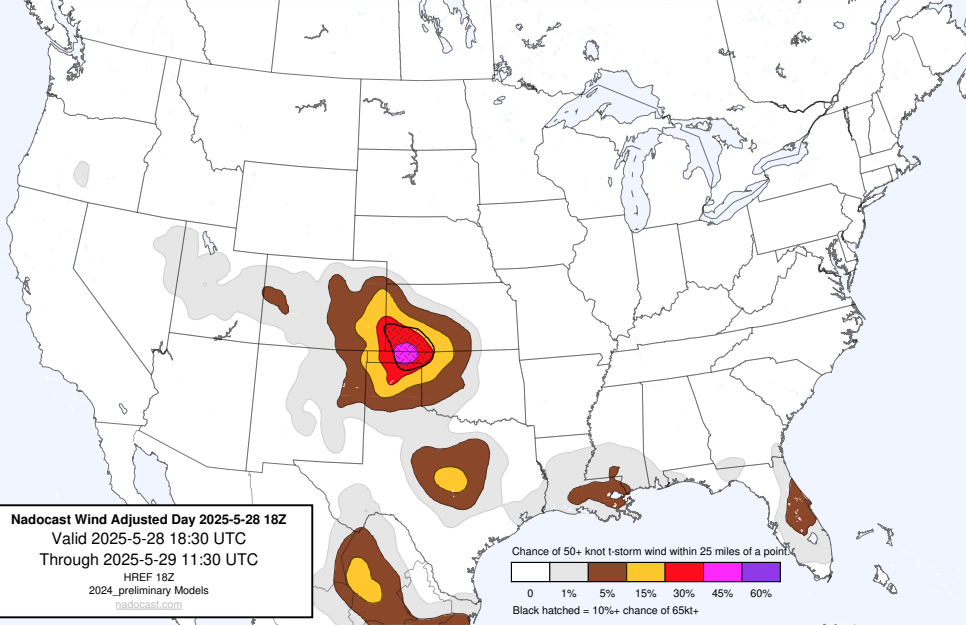 Nadocast Wind Adjusted Day 2025-5-28 18Z
Valid 2025-5-28 18:30 UTC
Through 2025-5-29 11:30 UTC
HREF 18Z
2024_preliminary Models
nadocast.com
Chance of 50+ knot t-storm wind within 25 miles of a point.
0 1% 5% 15% 30% 45% 60%
Black hatched = 10%+ chance of 65kt+